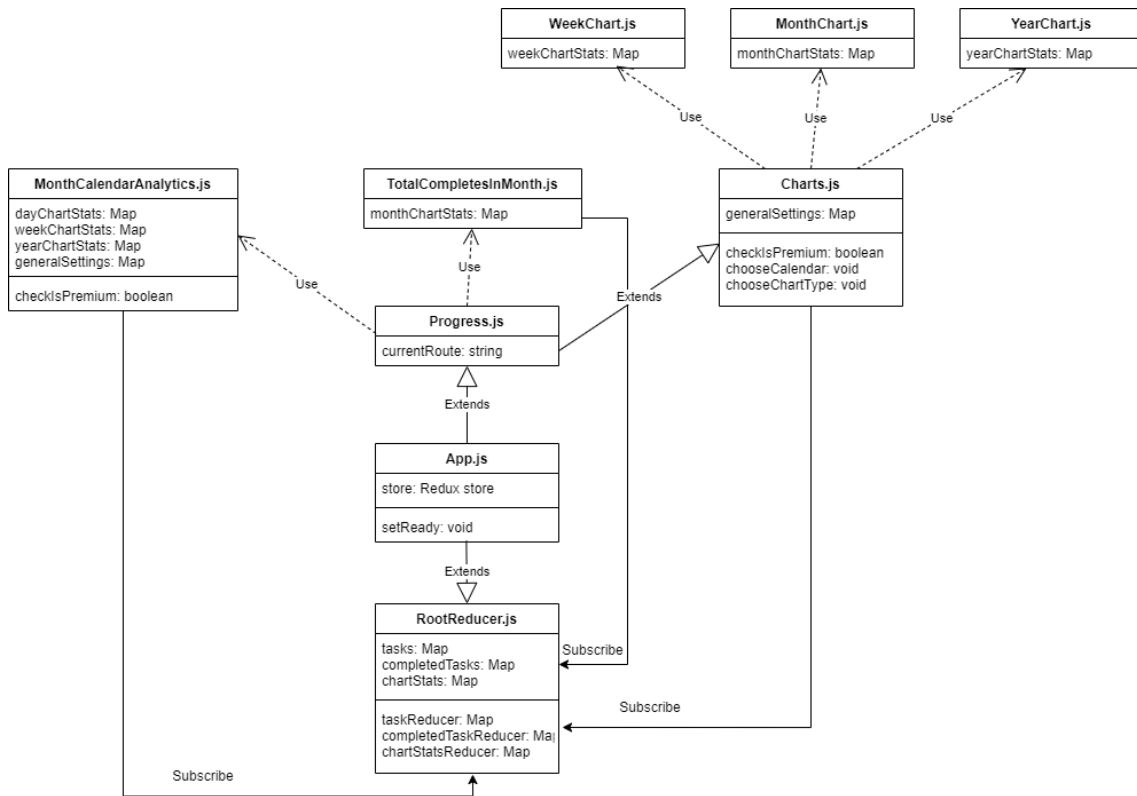 WeekChart.js
weekChartStats: Map
MonthChart.js
monthChartStats: Map
YearChart.js
yearChartStats: Map
Use
Use
Use
MonthCalendarAnalytics.js
dayChartStats: Map
weekChartStats: Map
yearChartStats: Map
generalSettings: Map
checkIsPremium: boolean
TotalCompletesInMonth.js
monthChartStats: Map
Charts.js
generalSettings: Map
checkIsPremium: boolean
chooseCalendar: void
chooseChartType: void
Use
Use
Extends
Progress.js
currentRoute: string
Extends
App.js
store: Redux store
setReady: void
Extends
RootReducer.js
tasks: Map
completedTasks: Map
chartStats: Map
taskReducer: Map
completedTaskReducer: Map
chartStatsReducer: Map
Subscribe
Subscribe
Subscribe